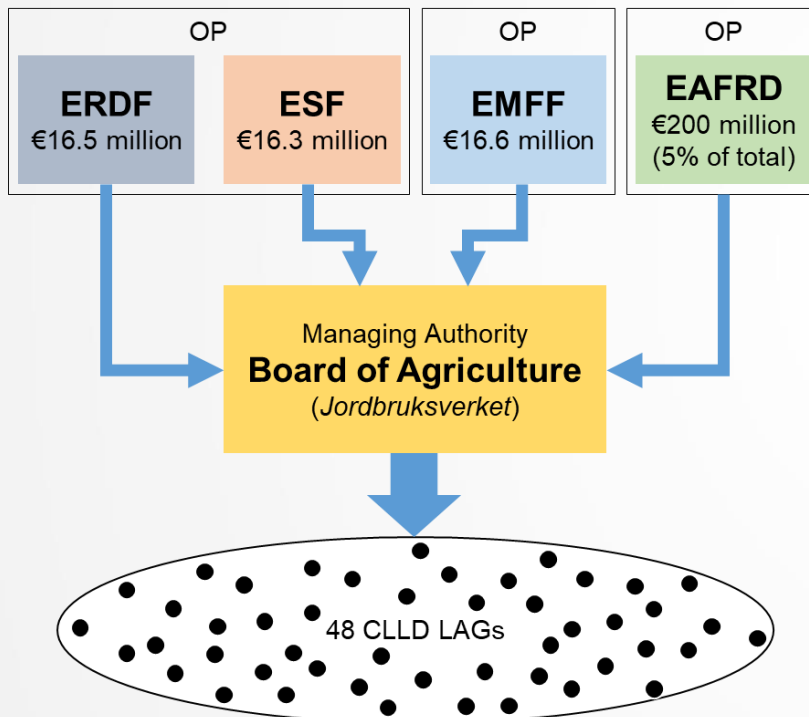 OP
ERDF
€16.5 million
ESF
€16.3 million
OP
EMFF
€16.6 million
OP
EAFRD
€200 million
(5% of total)
Managing Authority
Board of Agriculture
(Jordbruksverket)
48 CLLD LAGs